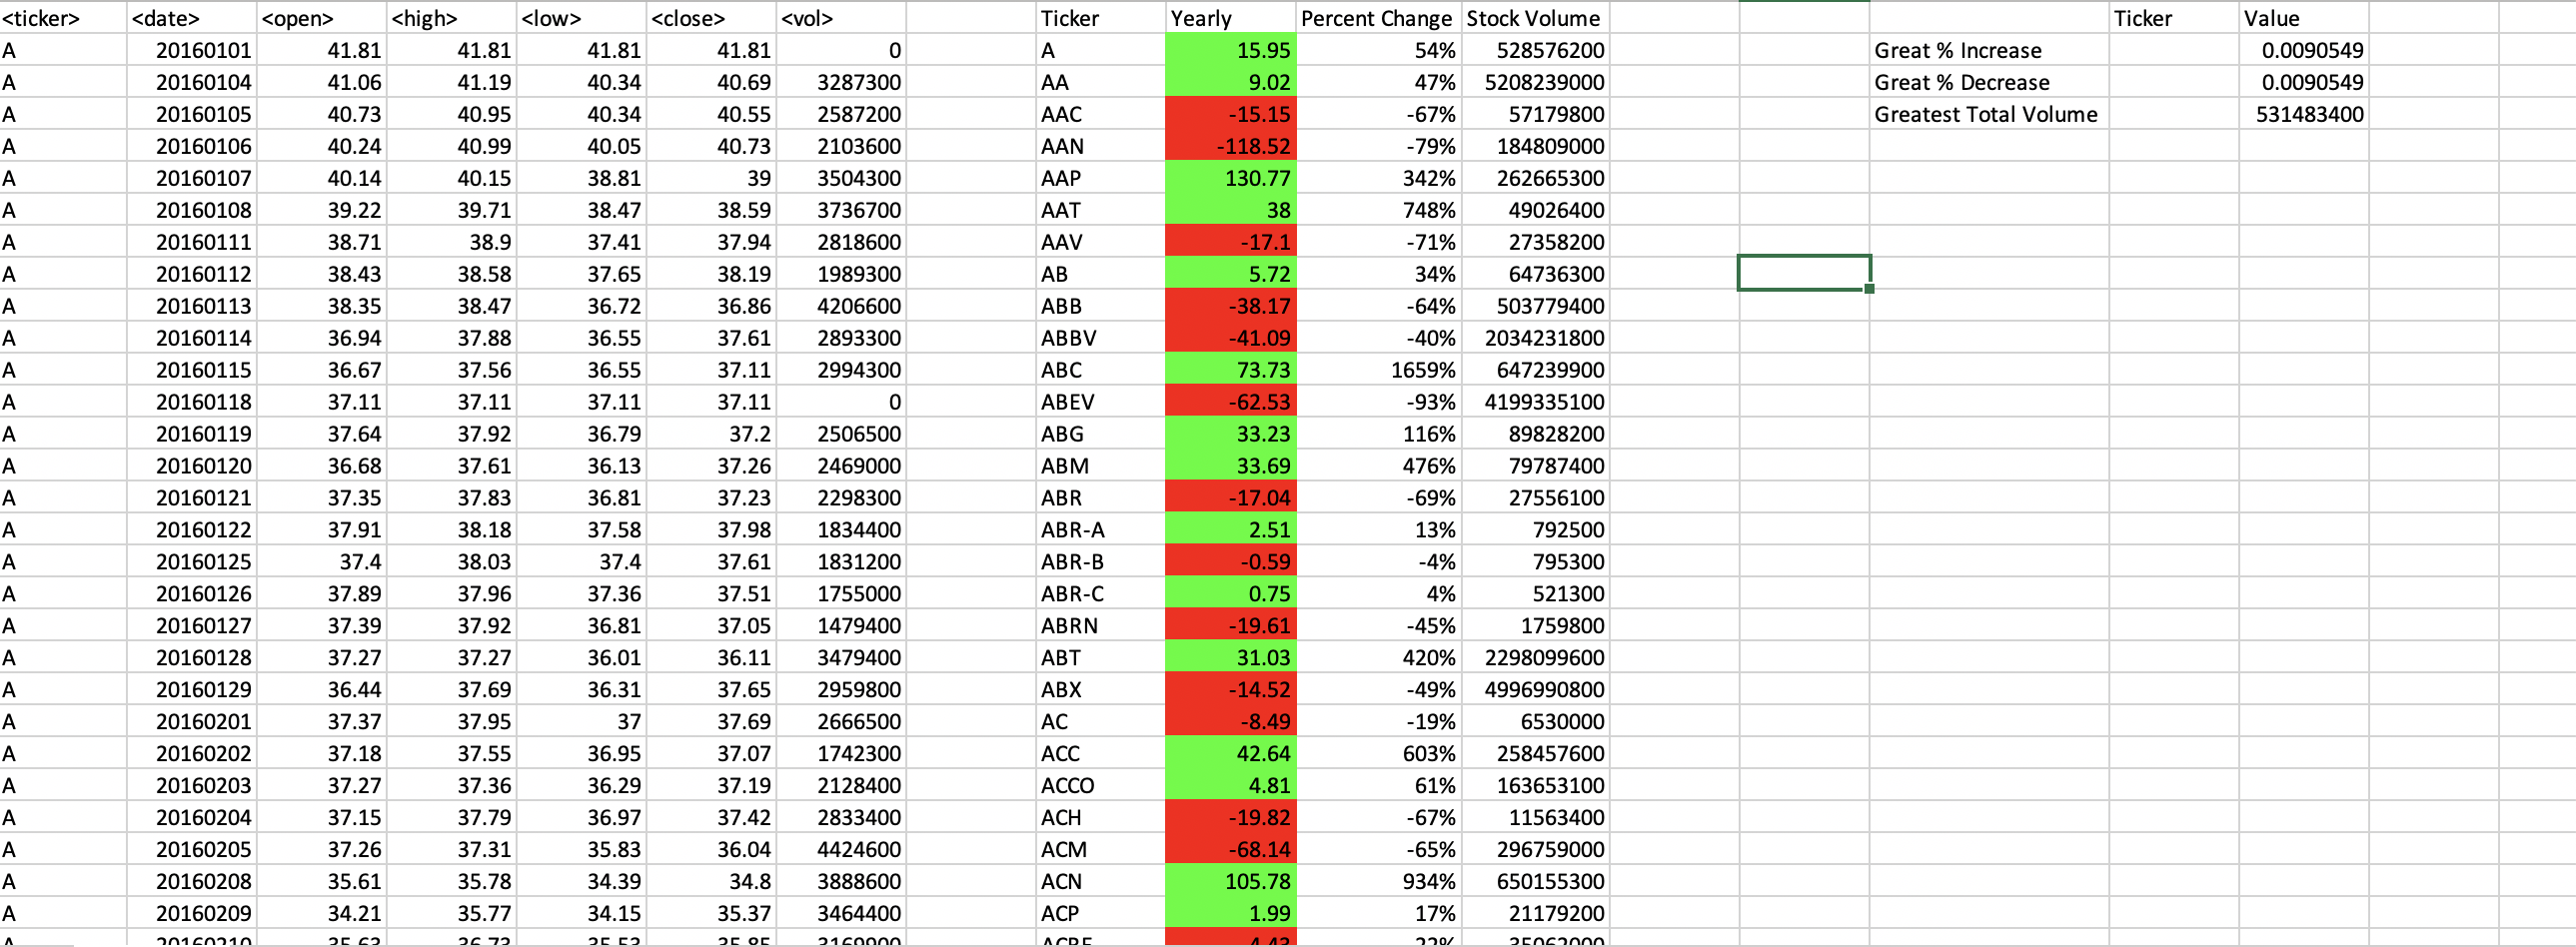 <ticker> <date> <open> <high> <low> <close> <vol> Ticker Yearly Percent Change Stock Volume Ticker Value
A 20160101 41.81 41.81 41.81 41.81 0 A 15.95 54% 528576200 Great % Increase 0.0090549
A 20160104 41.06 41.19 40.34 40.69 3287300 AA 9.02 47% 5208239000 Great % Decrease 0.0090549
A 20160105 40.73 40.95 40.34 40.55 2587200 AAC -15.15 -67% 57179800 Greatest Total Volume 531483400
A 20160106 40.24 40.99 40.05 40.73 2103600 AAN -118.52 -79% 184809000
A 20160107 40.14 40.15 38.81 39 3504300 AAP 130.77 342% 262665300
A 20160108 39.22 39.71 38.47 38.59 3736700 AAT 38 748% 49026400
A 20160111 38.71 38.9 37.41 37.94 2818600 AAV -17.1 -71% 27358200
A 20160112 38.43 38.58 37.65 38.19 1989300 AB 5.72 34% 64736300
A 20160113 38.35 38.47 36.72 36.86 4206600 ABB -38.17 -64% 503779400
A 20160114 36.94 37.88 36.55 37.61 2893300 ABBV -41.09 -40% 2034231800
A 20160115 36.67 37.56 36.55 37.11 2994300 ABC 73.73 1659% 647239900
A 20160118 37.11 37.11 37.11 37.11 0 ABEV -62.53 -93% 4199335100
A 20160119 37.64 37.92 36.79 37.2 2506500 ABG 33.23 116% 89828200
A 20160120 36.68 37.61 36.13 37.26 2469000 ABM 33.69 476% 79787400
A 20160121 37.35 37.83 36.81 37.23 2298300 ABR -17.04 -69% 27556100
A 20160122 37.91 38.18 37.58 37.98 1834400 ABR-A 2.51 13% 792500
A 20160125 37.4 38.03 37.4 37.61 1831200 ABR-B -0.59 -4% 795300
A 20160126 37.89 37.96 37.36 37.51 1755000 ABR-C 0.75 4% 521300
A 20160127 37.39 37.92 36.81 37.05 1479400 ABRN -19.61 -45% 1759800
A 20160128 37.27 37.27 36.01 36.11 3479400 ABT 31.03 420% 2298099600
A 20160129 36.44 37.69 36.31 37.65 2959800 ABX -14.52 -49% 4996990800
A 20160201 37.37 37.95 37 37.69 2666500 AC -8.49 -19% 6530000
A 20160202 37.18 37.55 36.95 37.07 1742300 ACC 42.64 603% 258457600
A 20160203 37.27 37.36 36.29 37.19 2128400 ACCO 4.81 61% 163653100
A 20160204 37.15 37.79 36.97 37.42 2833400 ACH -19.82 -67% 11563400
A 20160205 37.26 37.31 35.83 36.04 4424600 ACM -68.14 -65% 296759000
A 20160208 35.61 35.78 34.39 34.8 3888600 ACN 105.78 934% 650155300
A 20160209 34.21 35.77 34.15 35.37 3464400 ACP 1.99 17% 21179200